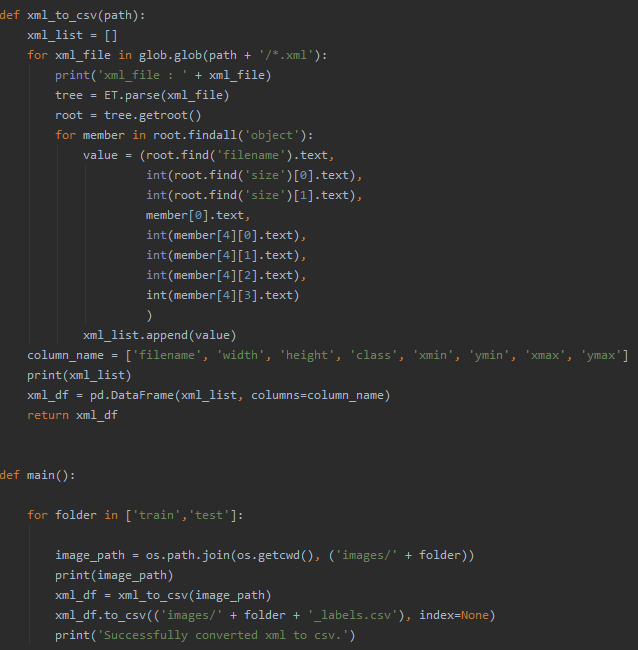 def xml_to_csv(path):
    xml_list = []
    for xml_file in glob.glob(path + '/*.xml'):
        print('xml_file : ' + xml_file)
        tree = ET.parse(xml_file)
        root = tree.getroot()
        for member in root.findall('object'):
            value = (root.find('filename').text,
                     int(root.find('size')[0].text),
                     int(root.find('size')[1].text),
                     member[0].text,
                     int(member[4][0].text),
                     int(member[4][1].text),
                     int(member[4][2].text),
                     int(member[4][3].text)
                     )
            xml_list.append(value)
    column_name = ['filename', 'width', 'height', 'class', 'xmin', 'ymin', 'xmax', 'ymax']
    print(xml_list)
    xml_df = pd.DataFrame(xml_list, columns=column_name)
    return xml_df
def main():
    for folder in ['train','test']:
        image_path = os.path.join(os.getcwd(), ('images/' + folder))
        print(image_path)
        xml_df = xml_to_csv(image_path)
        xml_df.to_csv(('images/' + folder + '_labels.csv'), index=None)
        print('Successfully converted xml to csv.')